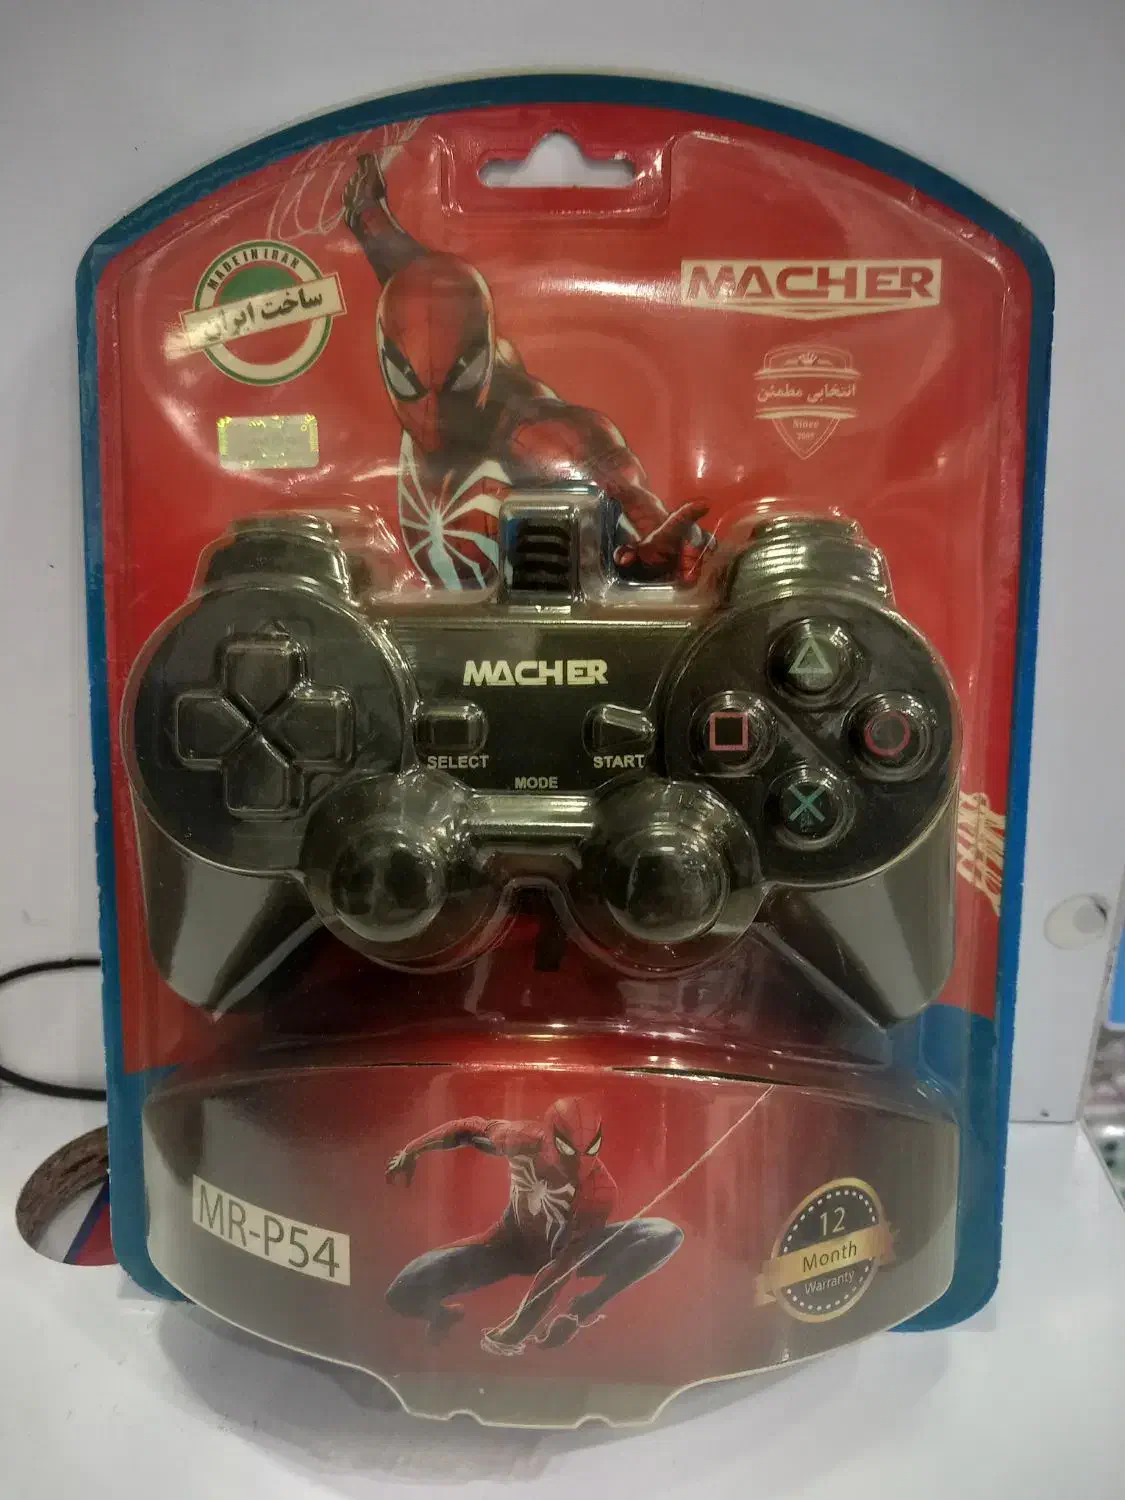 MADE IN IRAN
ساخت ایران
MACHER
انتخابی مطمئن
Since
MACHER
SELECT
START
MODE
MR-P54
12
Month
Warranty